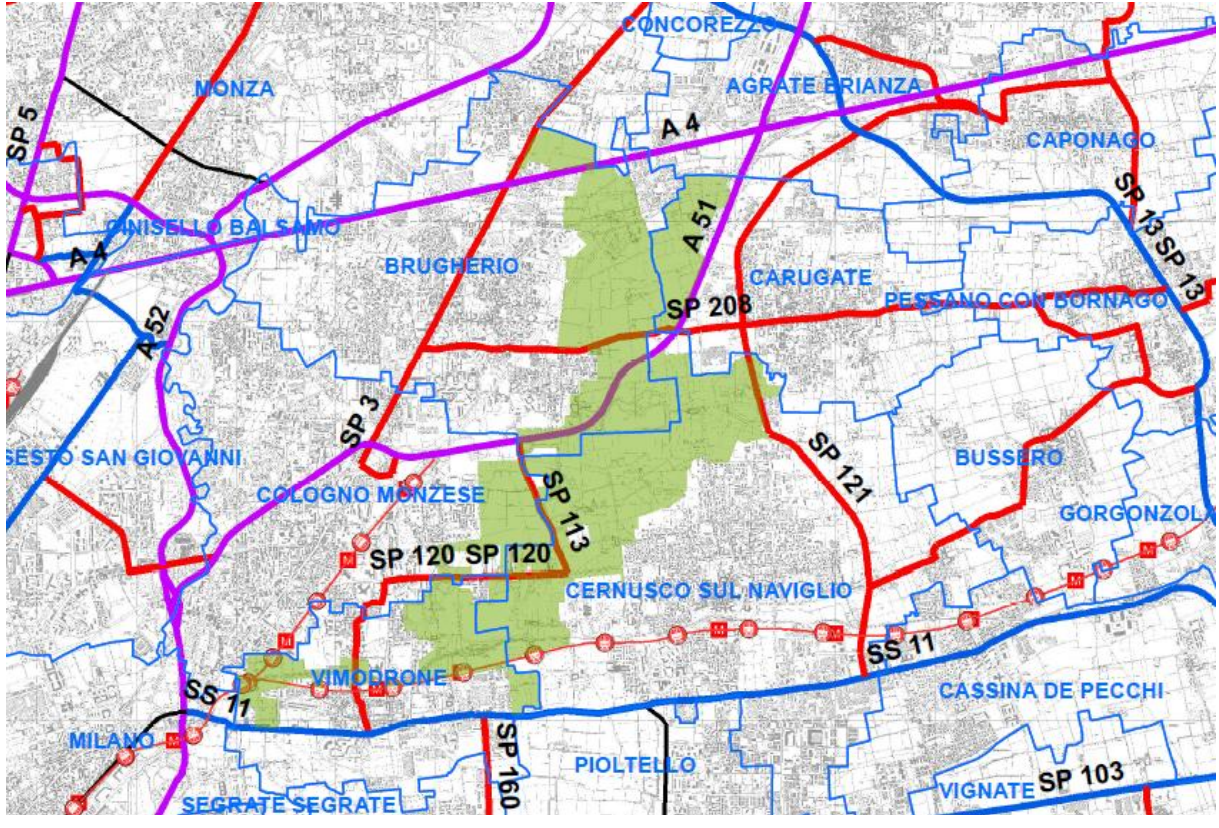 CONCOREZZO
MONZA
AGRATE BRIANZA
SP 5
A 4
CAPONAGO
SP 13
SP 13
CINISELLO BALSAMO
A 4
A 51
BRUGHERIO
CARUGATE
PESSANO CON BORNAGO
SP 208
A 52
SP 3
SESTO SAN GIOVANNI
COLOGNO MONZESE
SP 113
SP 121
BUSSERO
GORGONZOLA
SP 120
SP 120
CERNUSCO SUL NAVIGLIO
M
M
M
M
M
M
M
M
SS 11
VIMODRONE
SS 11
CASSINA DE PECCHI
MILANO
SP 160
PIOLTELLO
SP 103
VIGNATE
SEGRATE
SEGRATE